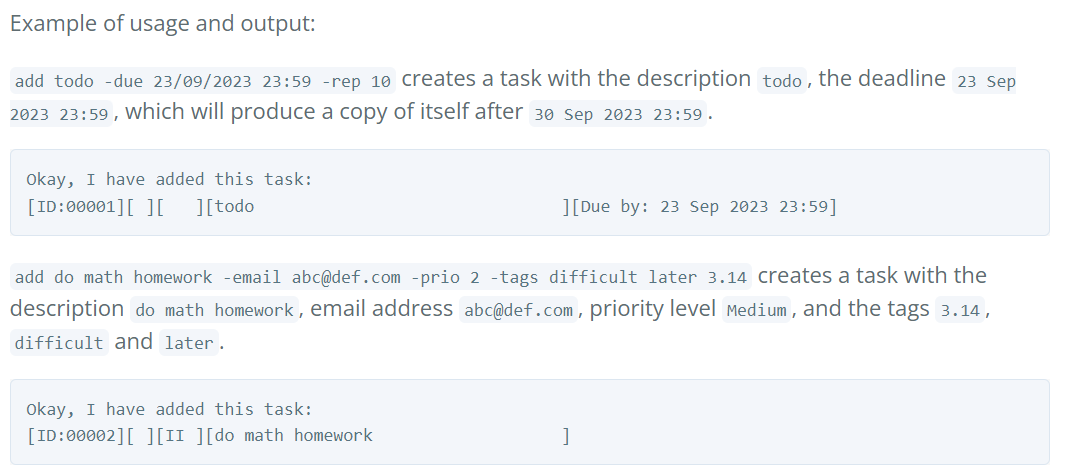 Example of usage and output:
add todo -due 23/09/2023 23:59 -rep 10 creates a task with the description todo, the deadline 23 Sep
2023 23:59, which will produce a copy of itself after 30 Sep 2023 23:59.
Okay, I have added this task:
[ID:00001][ ][   ][todo                               ][Due by: 23 Sep 2023 23:59]
add do math homework -email abc@def.com -prio 2 -tags difficult later 3.14 creates a task with the
description do math homework, email address abc@def.com, priority level Medium, and the tags 3.14,
difficult and later.
Okay, I have added this task:
[ID:00002][ ][II ][do math homework                   ]